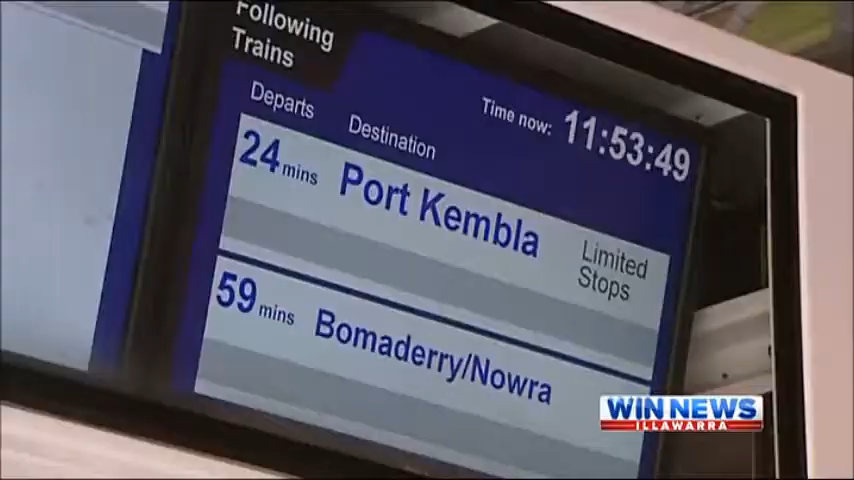 Following
Trains
Departs
Destination
Time now: 11:53:49
24 mins Port Kembla
Limited
Stops
59 mins Bomaderry/Nowra
WIN NEWS
ILLAWARRA